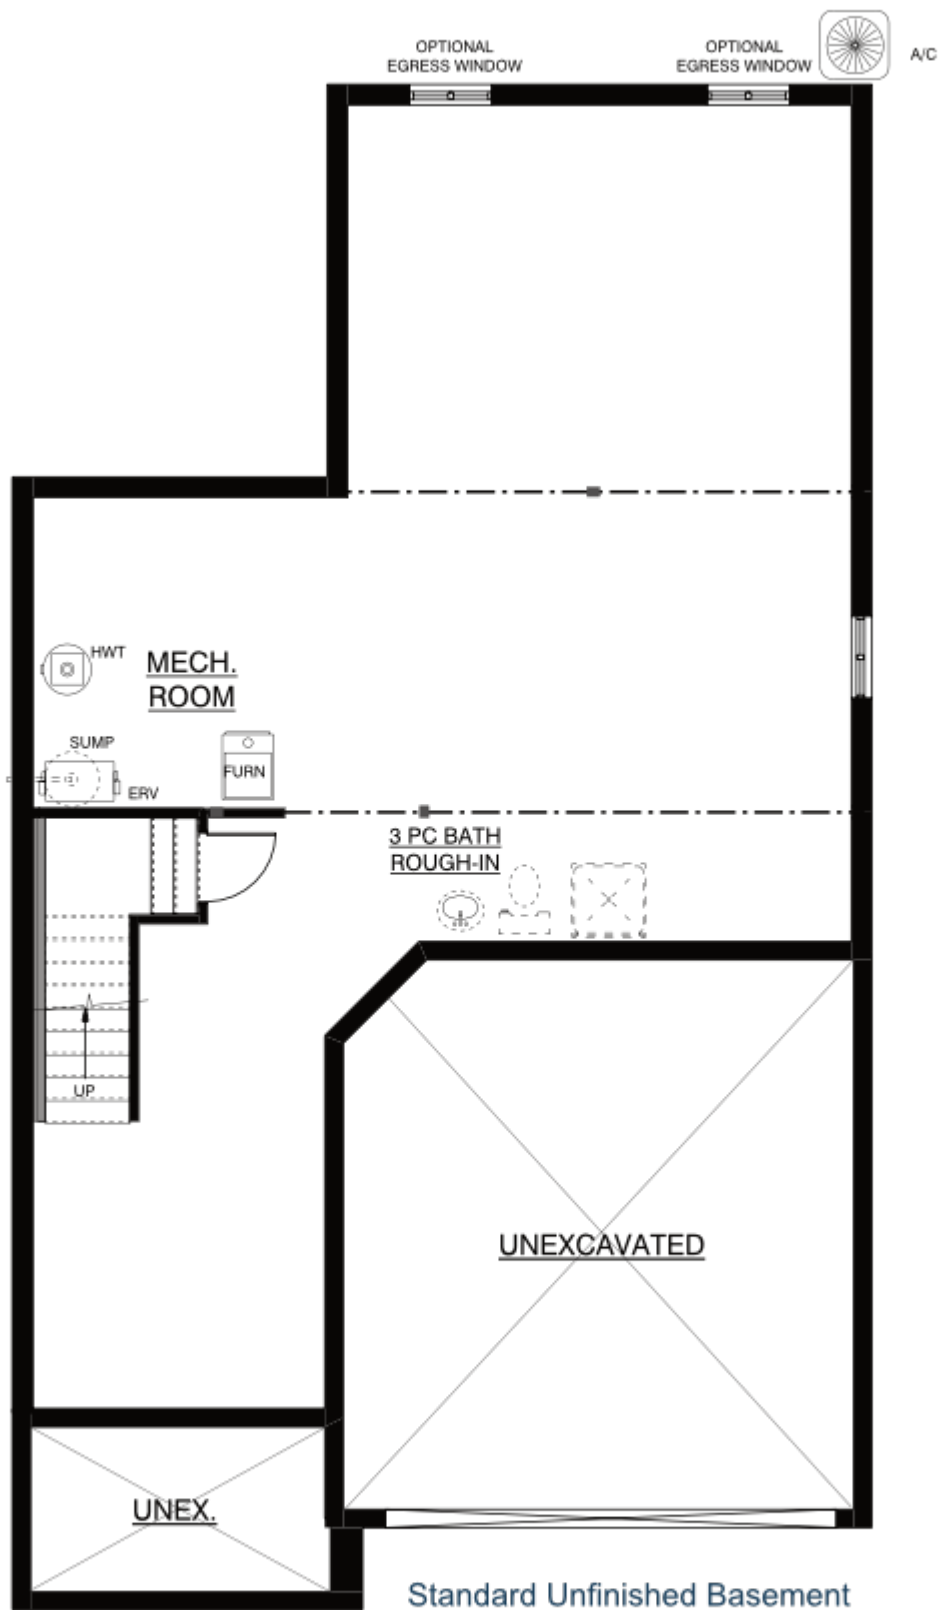 OPTIONAL
EGRESS WINDOW
OPTIONAL
EGRESS WINDOW
A/C
HWT
MECH.
ROOM
SUMP
FURN
ERV
3 PC BATH
ROUGH-IN
UP
UNEXCAVATED
UNEX.
Standard Unfinished Basement